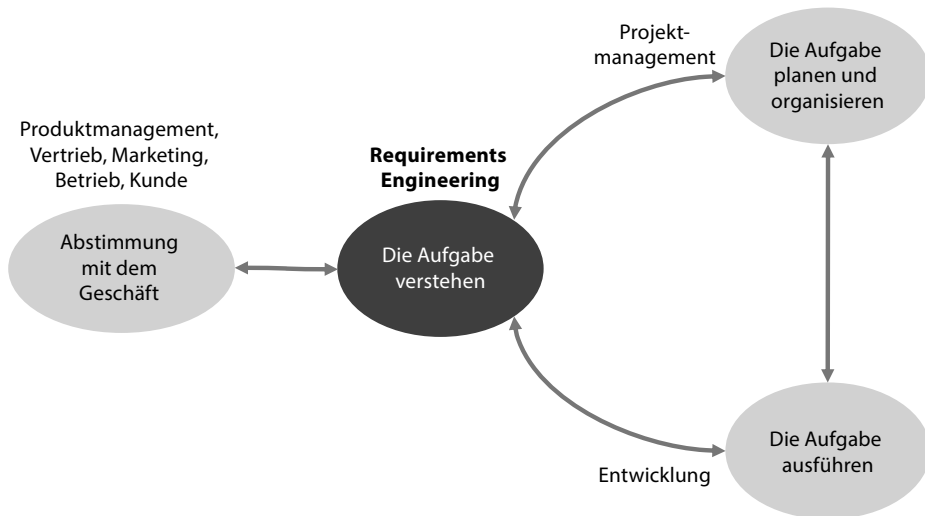 Projekt-
management
Die Aufgabe
planen und
organisieren
Produktmanagement,
Vertrieb, Marketing,
Betrieb, Kunde
Requirements
Engineering
Abstimmung
mit dem
Geschäft
Die Aufgabe
verstehen
Entwicklung
Die Aufgabe
ausführen